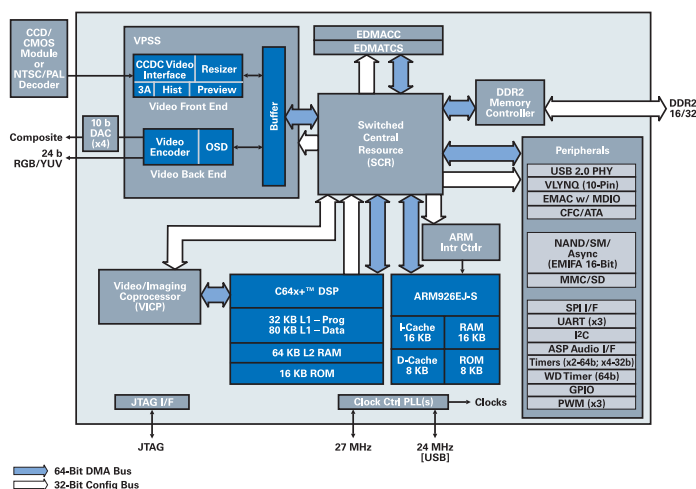 CCD/
CMOS
Module
or
NTSC/PAL
Decoder
VPSS
CCDC Video
Interface
Resizer
3A
Hist
Preview
Video Front End
Buffer
10 b
DAC
(x4)
Composite
24 b
RGB/YUV
Video
Encoder
OSD
Video Back End
EDMACC
EDMATCS
Switched
Central
Resource
(SCR)
DDR2
Memory
Controller
DDR2
16/32
Peripherals
USB 2.0 PHY
VLYNQ (10-Pin)
EMAC w/ MDIO
CFC/ATA
NAND/SM/
Async
(EMIFA 16-Bit)
MMC/SD
SPI I/F
UART (x3)
I²C
ASP Audio I/F
Timers (x2-64b; x4-32b)
WD Timer (64b)
GPIO
PWM (x3)
ARM
Intr Ctrlr
Video/Imaging
Coprocessor
(VICP)
C64x+™ DSP
32 KB L1 – Prog
80 KB L1 – Data
64 KB L2 RAM
16 KB ROM
ARM926EJ-S
I-Cache
16 KB
RAM
16 KB
D-Cache
8 KB
ROM
8 KB
JTAG I/F
JTAG
Clock Ctrl PLL(s)
Clocks
27 MHz
24 MHz
[USB]
64-Bit DMA Bus
32-Bit Config Bus